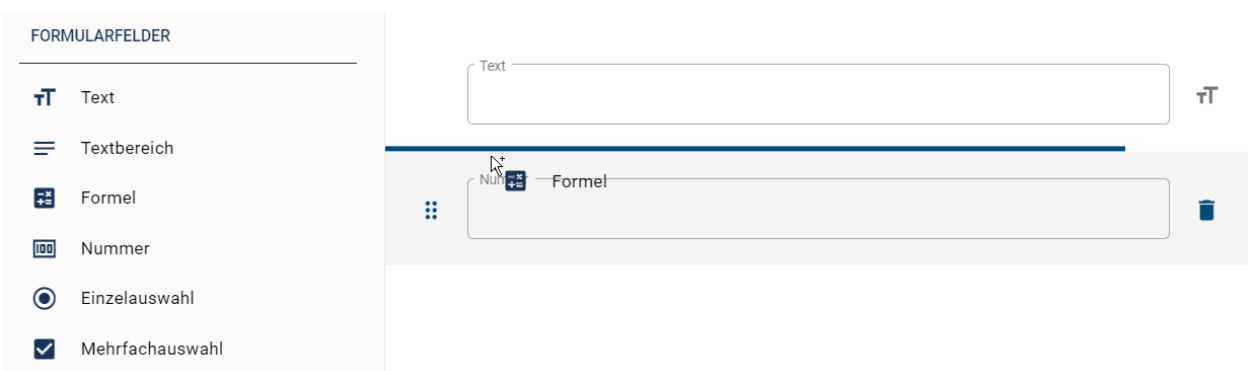 FORMULARFELDER
Text
Textbereich
Formel
Nummer
Einzelauswahl
Mehrfachauswahl
Text
Formel